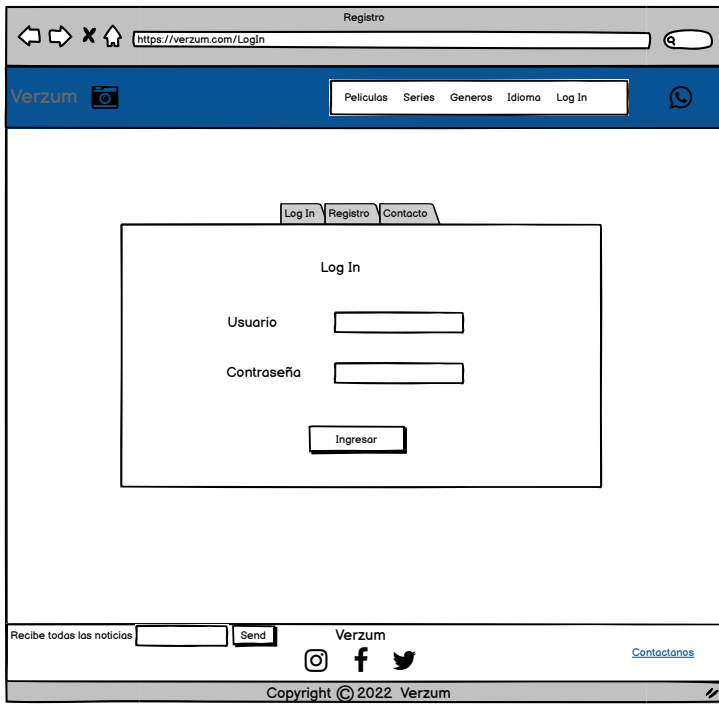 Registro
https://verzum.com/LogIn
Verzum
Peliculas Series Generos Idioma Log In
Log In Registro Contacto
Log In
Usuario
Contraseña
Ingresar
Recibe todas las noticias Send
Verzum
Contactanos
Copyright © 2022 Verzum